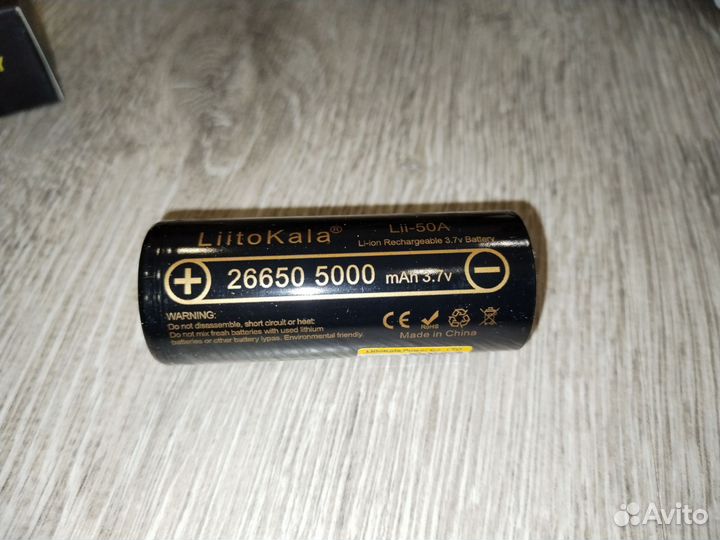 LiitoKala® Lii-50A
Li-ion Rechargeable 3.7v Battery
+ 26650 5000 mAh 3.7v −
WARNING:
Do not disassemble, short circuit or heat:
Do not mix fresh batteries with used lithium
batteries or other battery types. Environmental friendly.
CE RoHS
Made in China
LiitoKala Power
Avito